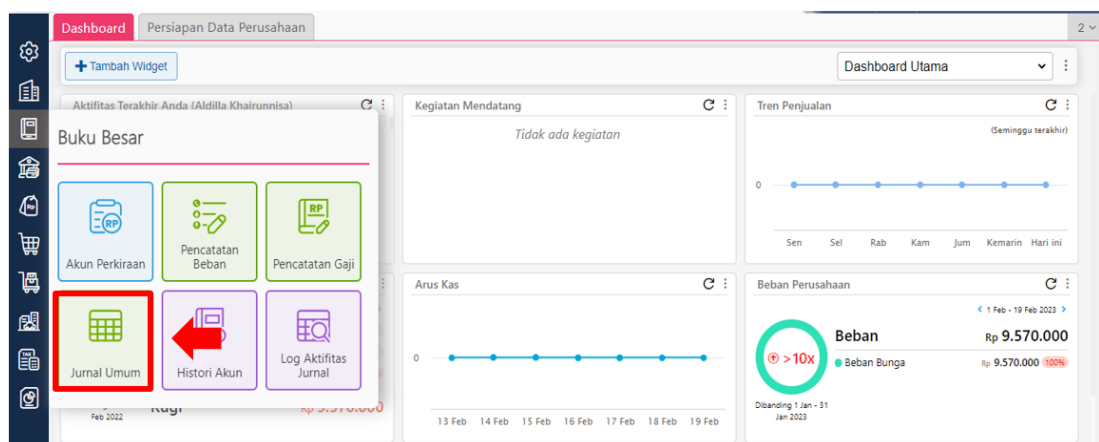 Dashboard
Persiapan Data Perusahaan
2
Tambah Widget
Dashboard Utama
Aktifitas Terakhir Anda (Aldilla Khairunnisa)
Kegiatan Mendatang
Tidak ada kegiatan
Tren Penjualan
(Seminggu terakhir)
0
Sen Sel Rab Kam Jum Kemarin Hari ini
Buku Besar
RP
Akun Perkiraan
Pencatatan
Beban
RP
Pencatatan Gaji
Jurnal Umum
Histori Akun
Log Aktifitas
Jurnal
Feb 2022
Rugi
Arus Kas
0
13 Feb 14 Feb 15 Feb 16 Feb 17 Feb 18 Feb 19 Feb
Beban Perusahaan
1 Feb - 19 Feb 2023
>10x
Beban
Rp 9.570.000
Beban Bunga
Rp 9.570.000 100%
Dibanding 1 Jan - 31
Jan 2023